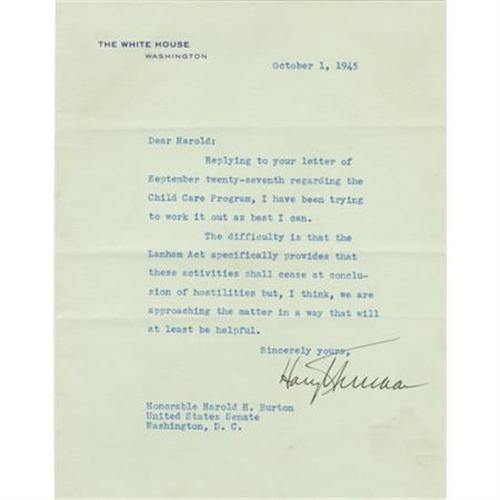 THE WHITE HOUSE
WASHINGTON
October 1, 1945
Dear Harold:
Replying to your letter of
September twenty-seventh regarding the
Child Care Program, I have been trying
to work it out as best I can.
The difficulty is that the
Lanham Act specifically provides that
these activities shall cease at conclu-
sion of hostilities but, I think, we are
approaching the matter in a way that will
at least be helpful.
Sincerely yours,
Harry Truman
Honorable Harold H. Burton
United States Senate
Washington, D. C.